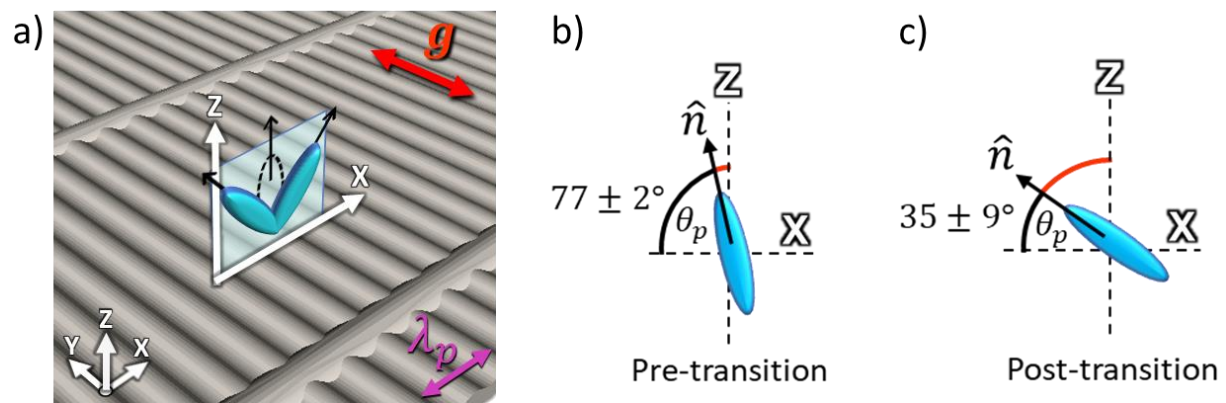 a)
g
Z
X
Z
Y
X
λₚ
b)
Z
n̂
77 ± 2°
θₚ
X
Pre-transition
c)
Z
n̂
35 ± 9°
θₚ
X
Post-transition